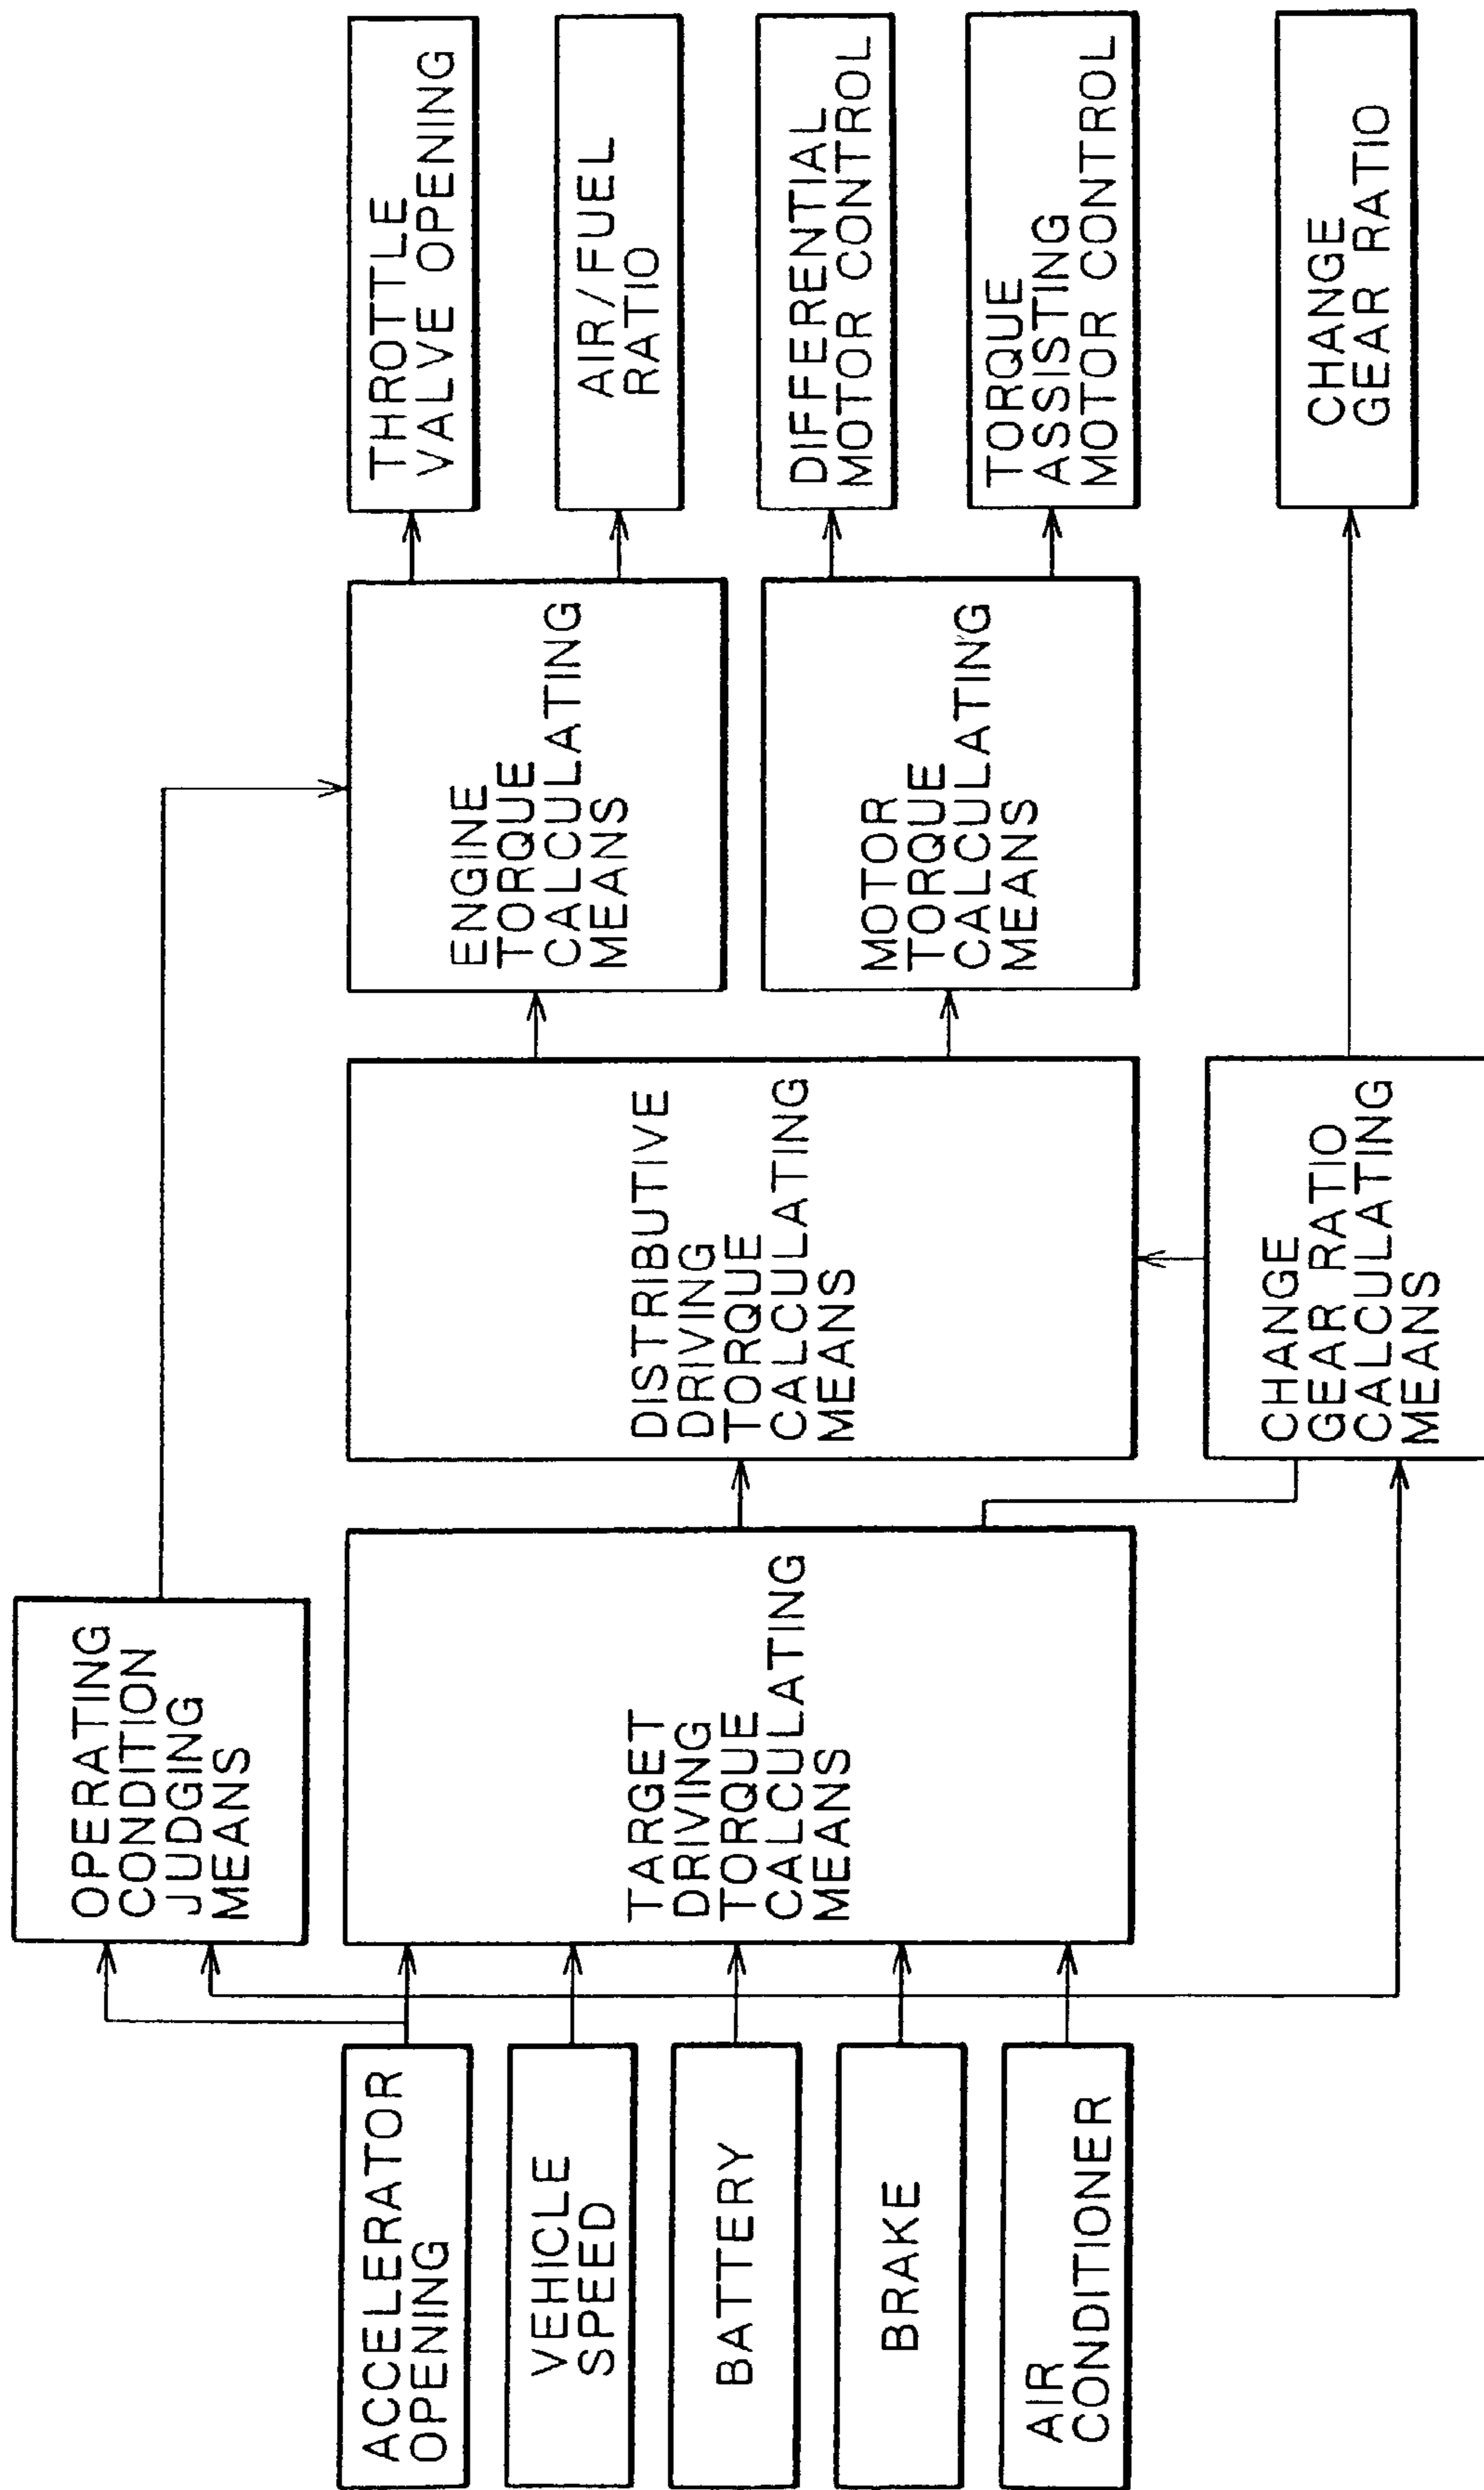 OPERATING
CONDITION
JUDGING
MEANS
ACCELERATOR
OPENING
VEHICLE
SPEED
BATTERY
BRAKE
AIR
CONDITIONER
TARGET
DRIVING
TORQUE
CALCULATING
MEANS
DISTRIBUTIVE
DRIVING
TORQUE
CALCULATING
MEANS
CHANGE
GEAR RATIO
CALCULATING
MEANS
ENGINE
TORQUE
CALCULATING
MEANS
MOTOR
TORQUE
CALCULATING
MEANS
THROTTLE
VALVE OPENING
AIR/FUEL
RATIO
DIFFERENTIAL
MOTOR CONTROL
TORQUE
ASSISTING
MOTOR CONTROL
CHANGE
GEAR RATIO